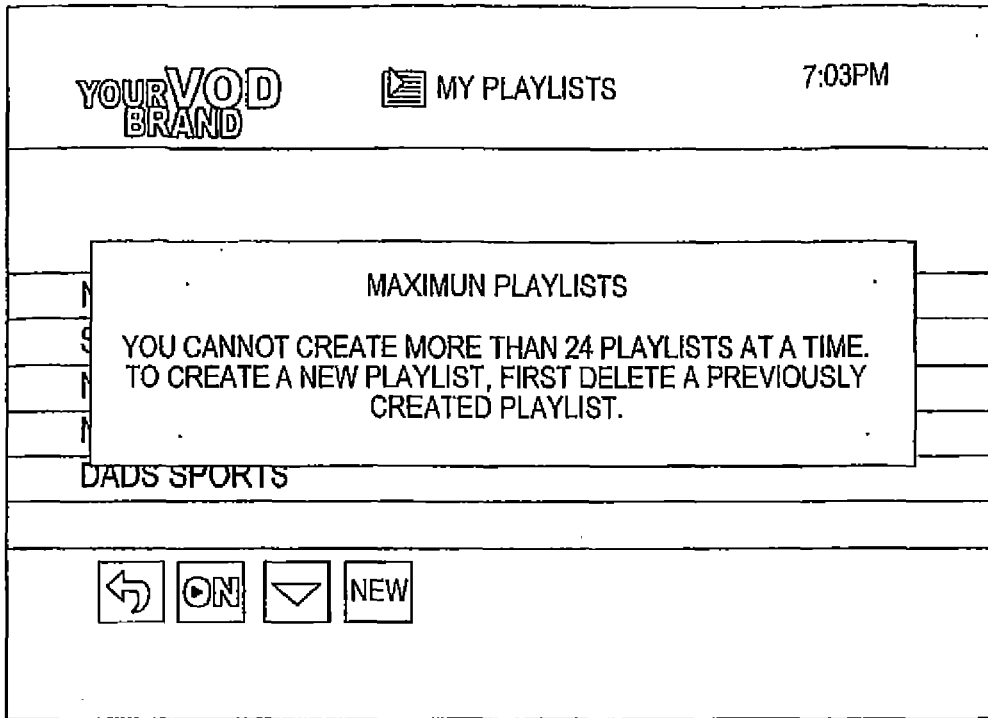 YOUR VOD
BRAND
MY PLAYLISTS
7:03PM
MAXIMUN PLAYLISTS
YOU CANNOT CREATE MORE THAN 24 PLAYLISTS AT A TIME.
TO CREATE A NEW PLAYLIST, FIRST DELETE A PREVIOUSLY
CREATED PLAYLIST.
DADS SPORTS
ON
NEW